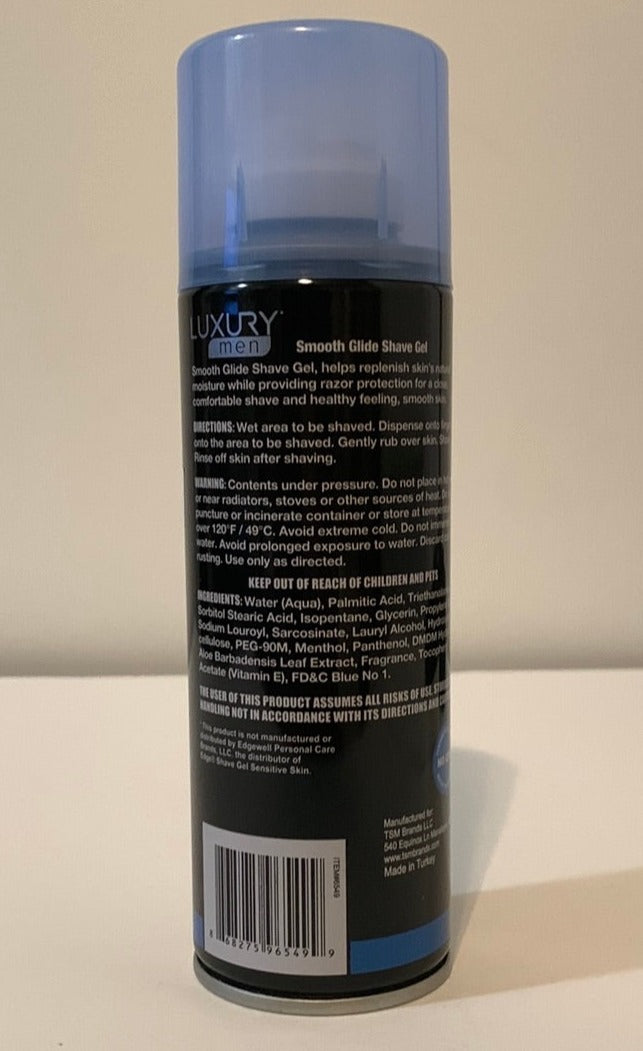 LUXURY
men
Smooth Glide Shave Gel
Smooth Glide Shave Gel, helps replenish skin's
moisture while providing razor protection for a
comfortable shave and healthy feeling, smooth
DIRECTIONS: Wet area to be shaved. Dispense onto
onto the area to be shaved. Gently rub over skin.
Rinse off skin after shaving.
WARNING: Contents under pressure. Do not place
or near radiators, stoves or other sources of heat.
puncture or incinerate container or store at
over 120°F / 49°C. Avoid extreme cold. Do not
water. Avoid prolonged exposure to water.
rusting. Use only as directed.
KEEP OUT OF REACH OF CHILDREN AND PETS
INGREDIENTS: Water (Aqua), Palmitic Acid,
Sorbitol Stearic Acid, Isopentane, Glycerin,
Sodium Louroyl, Sarcosinate, Lauryl Alcohol,
cellulose, PEG-90M, Menthol, Panthenol, DMDM
Aloe Barbadensis Leaf Extract, Fragrance,
Acetate (Vitamin E), FD&C Blue No 1.
THE USER OF THIS PRODUCT ASSUMES ALL RISKS OF USE,
HANDLING NOT IN ACCORDANCE WITH ITS DIRECTIONS AND
* This product is not manufactured or
distributed by Edgewell Personal Care
Brands, LLC, the distributor of
Edge® Shave Gel Sensitive Skin.
Manufactured for:
TSM Brands LLC
540 Equinox Ln
www.tsmbrands.com
Made in Turkey
ITEM#6549
8 68275 96549 9